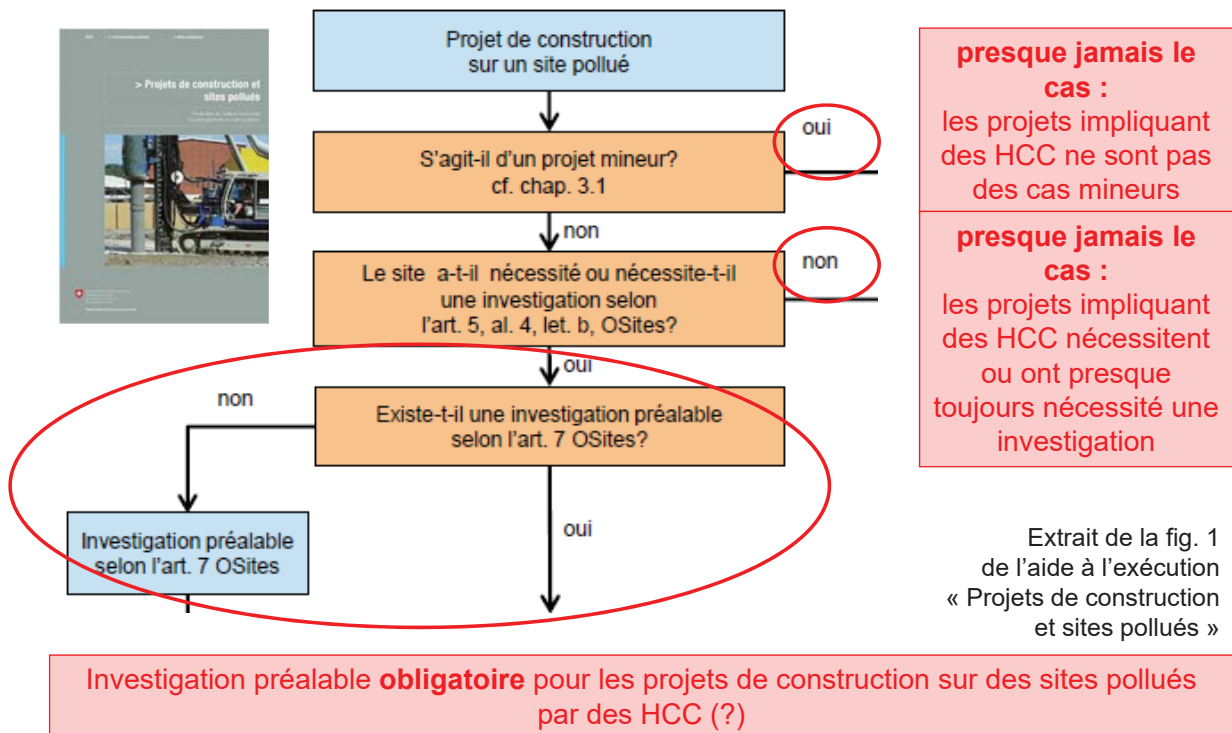 > Projets de construction et
sites pollués
Projet de construction
sur un site pollué
oui
S'agit-il d'un projet mineur?
cf. chap. 3.1
non
Le site a-t-il nécessité ou nécessite-t-il
une investigation selon
l'art. 5, al. 4, let. b, OSites?
non
oui
Existe-t-il une investigation préalable
selon l'art. 7 OSites?
non
Investigation préalable
selon l'art. 7 OSites
oui
presque jamais le
cas :
les projets impliquant
des HCC ne sont pas
des cas mineurs
presque jamais le
cas :
les projets impliquant
des HCC nécessitent
ou ont presque
toujours nécessité une
investigation
Extrait de la fig. 1
de l'aide à l'exécution
« Projets de construction
et sites pollués »
Investigation préalable obligatoire pour les projets de construction sur des sites pollués
par des HCC (?)